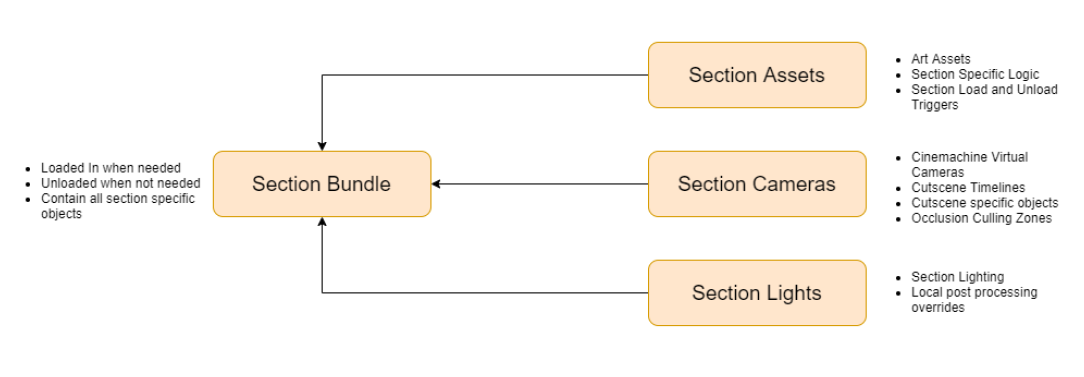 Section Assets
• Art Assets
• Section Specific Logic
• Section Load and Unload
Triggers
• Loaded In when needed
• Unloaded when not needed
• Contain all section specific
objects
Section Bundle
Section Cameras
• Cinemachine Virtual
Cameras
• Cutscene Timelines
• Cutscene specific objects
• Occlusion Culling Zones
Section Lights
• Section Lighting
• Local post processing
overrides